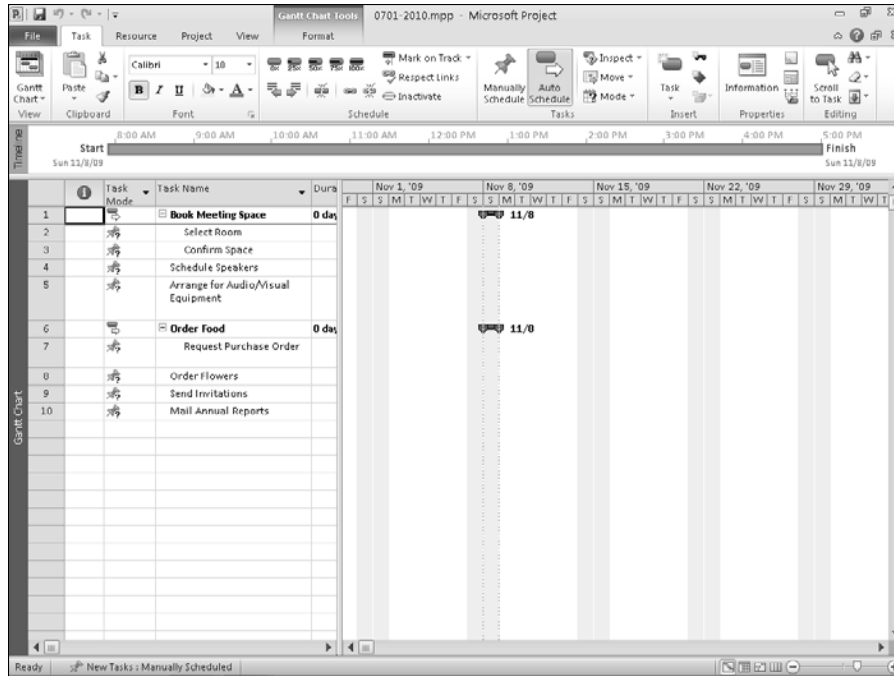 Gantt Chart Tools 0701-2010.mpp - Microsoft Project
File Task Resource Project View Format
Calibri 10
Mark on Track
Respect Links
Inactivate
Inspect
Move
Mode
Gantt Chart
Paste
B I U A
0% 25% 50% 75% 100%
Manually Schedule
Auto Schedule
Task
Information
Scroll to Task
View Clipboard Font Schedule Tasks Insert Properties Editing
Timeline
8:00 AM 9:00 AM 10:00 AM 11:00 AM 12:00 PM 1:00 PM 2:00 PM 3:00 PM 4:00 PM 5:00 PM
Start Finish
Sun 11/8/09 Sun 11/8/09
Task Mode Task Name Dura
Nov 1, '09 Nov 8, '09 Nov 15, '09 Nov 22, '09 Nov 29, '09
F S S M T W T F S S M T W T F S S M T W T F S S M T W T F S S M T W T
1 Book Meeting Space 0 day 11/8
2 Select Room
3 Confirm Space
4 Schedule Speakers
5 Arrange for Audio/Visual
Equipment
6 Order Food 0 day 11/8
7 Request Purchase Order
8 Order Flowers
9 Send Invitations
10 Mail Annual Reports
Gantt Chart
Ready New Tasks : Manually Scheduled